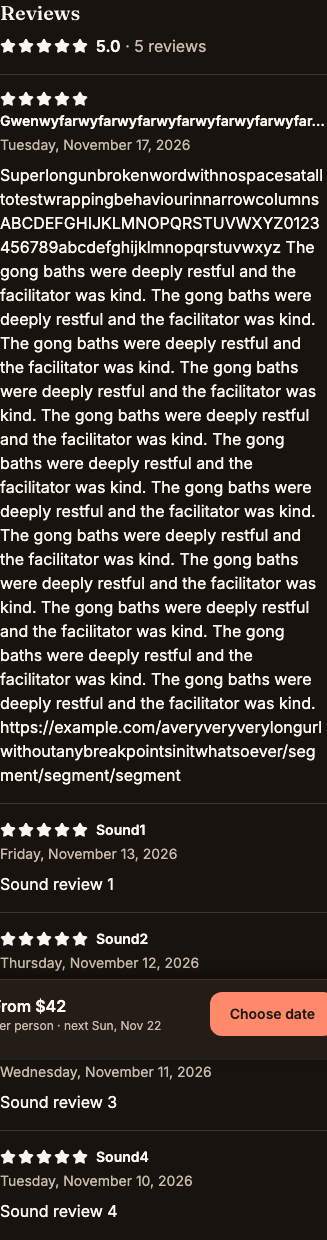 Reviews
5.0 · 5 reviews
Gwenwyfarwyfarwyfarwyfarwyfarwyfarwyfar...
Tuesday, November 17, 2026
Superlongunbrokenwordwithnospacesatall
totestwrappingbehaviourinnarrowcolumns
ABCDEFGHIJKLMNOPQRSTUVWXYZ0123
456789abcdefghijklmnopqrstuvwxyz The
gong baths were deeply restful and the
facilitator was kind. The gong baths were
deeply restful and the facilitator was kind.
The gong baths were deeply restful and
the facilitator was kind. The gong baths
were deeply restful and the facilitator was
kind. The gong baths were deeply restful
and the facilitator was kind. The gong
baths were deeply restful and the
facilitator was kind. The gong baths were
deeply restful and the facilitator was kind.
The gong baths were deeply restful and
the facilitator was kind. The gong baths
were deeply restful and the facilitator was
kind. The gong baths were deeply restful
and the facilitator was kind. The gong
baths were deeply restful and the
facilitator was kind. The gong baths were
deeply restful and the facilitator was kind.
https://example.com/averyveryverylongurl
withoutanybreakpointsinitwhatsoever/seg
ment/segment/segment
Sound1
Friday, November 13, 2026
Sound review 1
Sound2
Thursday, November 12, 2026
rom $42
er person · next Sun, Nov 22
Choose date
Wednesday, November 11, 2026
Sound review 3
Sound4
Tuesday, November 10, 2026
Sound review 4